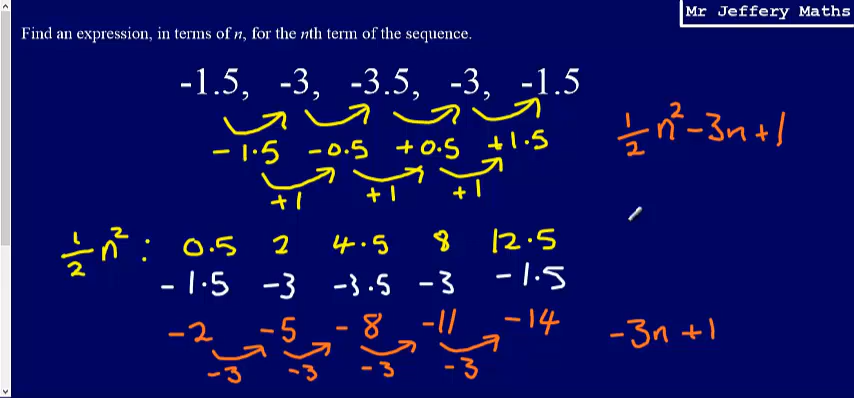 Mr Jeffery Maths
Find an expression, in terms of n, for the nth term of the sequence.
-1.5, -3, -3.5, -3, -1.5
-1.5 -0.5 +0.5 +1.5
½n²-3n+1
+1 +1 +1
½n²: 0.5 2 4.5 8 12.5
-1.5 -3 -3.5 -3 -1.5
-2 -5 -8 -11 -14 -3n+1
-3 -3 -3 -3